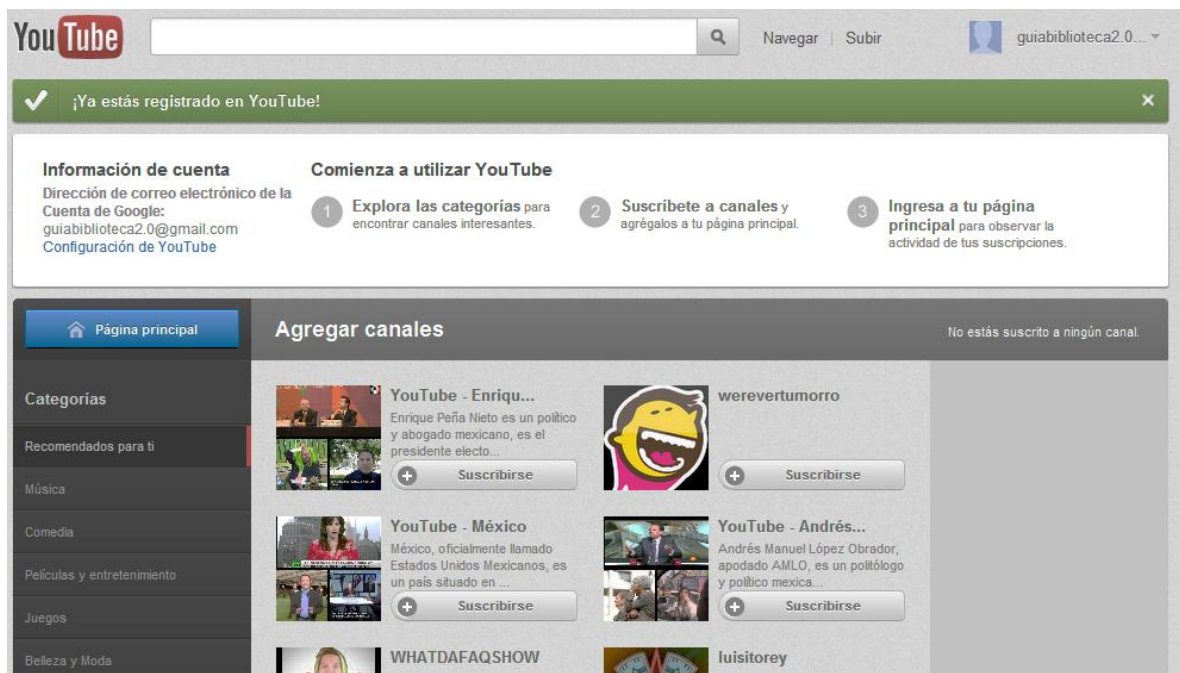 YouTube
Navegar | Subir
guiabiblioteca2.0...
¡Ya estás registrado en YouTube!
Información de cuenta
Dirección de correo electrónico de la
Cuenta de Google:
guiabiblioteca2.0@gmail.com
Configuración de YouTube
Comienza a utilizar YouTube
1 Explora las categorías para
encontrar canales interesantes.
2 Suscríbete a canales y
agrégalos a tu página principal.
3 Ingresa a tu página
principal para observar la
actividad de tus suscripciones.
Página principal
Agregar canales
No estás suscrito a ningún canal.
Categorías
Recomendados para ti
Música
Comedia
Películas y entretenimiento
Juegos
Belleza y Moda
YouTube - Enriqu...
Enrique Peña Nieto es un político
y abogado mexicano, es el
presidente electo...
Suscribirse
werevertumorro
Suscribirse
YouTube - México
México, oficialmente llamado
Estados Unidos Mexicanos, es
un país situado en ...
Suscribirse
YouTube - Andrés...
Andrés Manuel López Obrador,
apodado AMLO, es un politólogo
y político mexica...
Suscribirse
WHATDAFAQSHOW
luisitorey